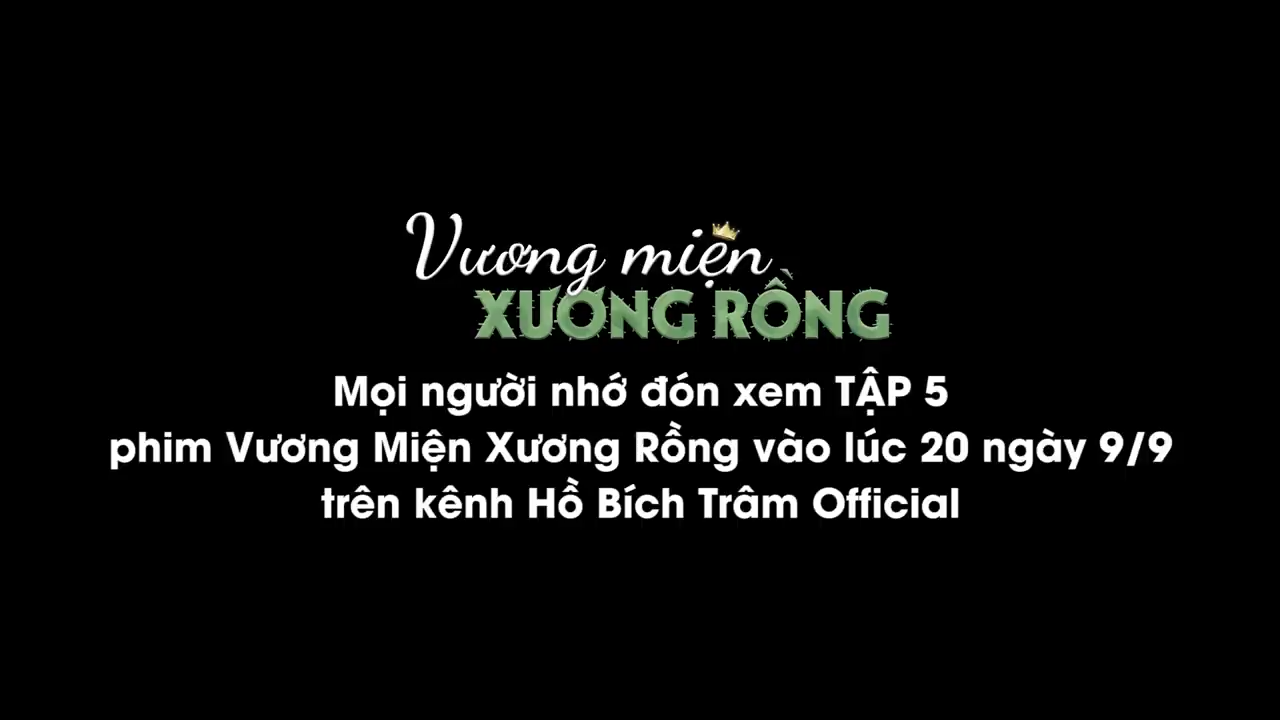 Vương miện
XƯƠNG RỒNG
Mọi người nhớ đón xem TẬP 5
phim Vương Miện Xương Rồng vào lúc 20 ngày 9/9
trên kênh Hồ Bích Trâm Official